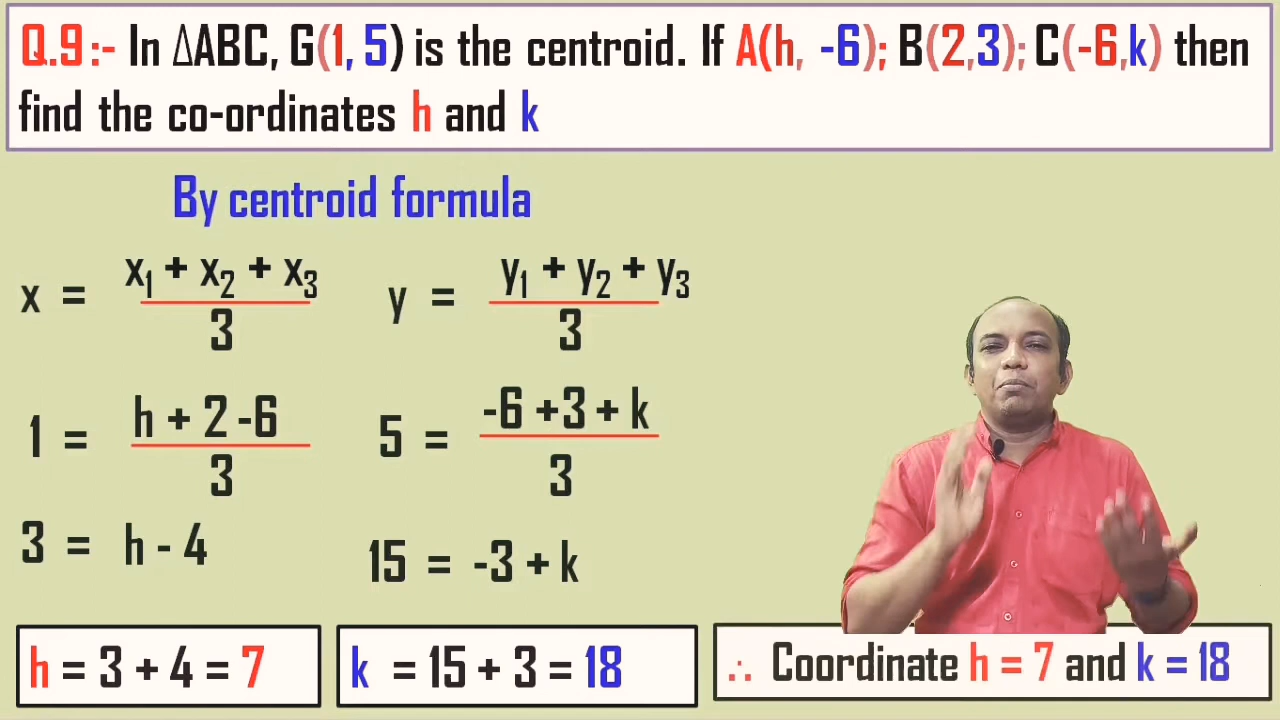 Q.9 :- In ΔABC, G(1, 5) is the centroid. If A(h, -6); B(2,3); C(-6,k) then
find the co-ordinates h and k
By centroid formula
x = x₁ + x₂ + x₃ / 3
y = y₁ + y₂ + y₃ / 3
1 = h + 2 -6 / 3
5 = -6 +3 + k / 3
3 = h - 4
15 = -3 + k
h = 3 + 4 = 7
k = 15 + 3 = 18
∴ Coordinate h = 7 and k = 18